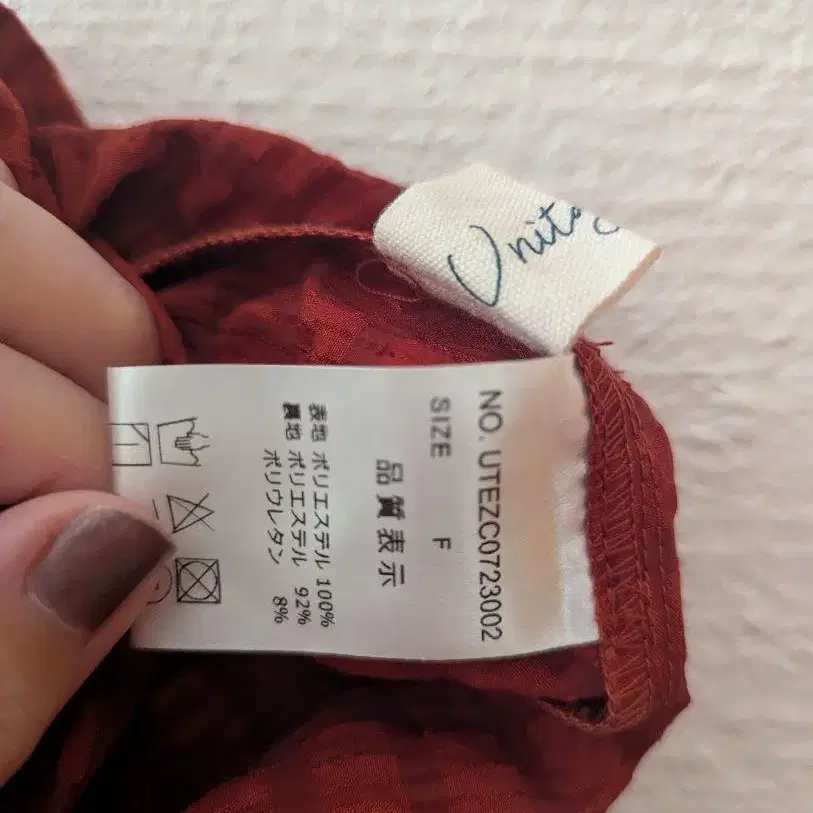 Unita
NO. UTEZC0723002
SIZE F
品質表示
表地 ポリエステル 100%
裏地 ポリエステル 92%
ポリウレタン 8%